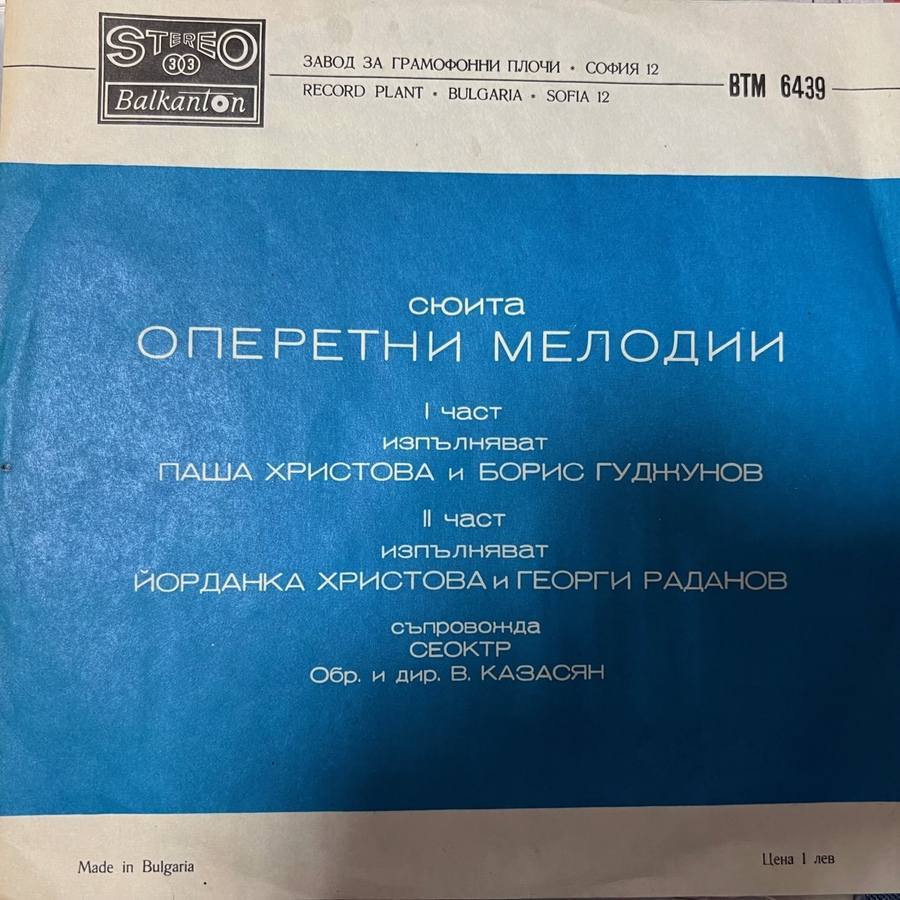 STEREO
33
Balkanton
ЗАВОД ЗА ГРАМОФОННИ ПЛОЧИ • СОФИЯ 12
RECORD PLANT • BULGARIA • SOFIA 12
ВТМ 6439
СЮИТА
ОПЕРЕТНИ МЕЛОДИИ
I част
изпълняват
ПАША ХРИСТОВА и БОРИС ГУДЖУНОВ
II част
изпълняват
ЙОРДАНКА ХРИСТОВА и ГЕОРГИ РАДАНОВ
съпровожда
СЕОКТР
Обр. и дир. В. КАЗАСЯН
Made in Bulgaria
Цена 1 лев